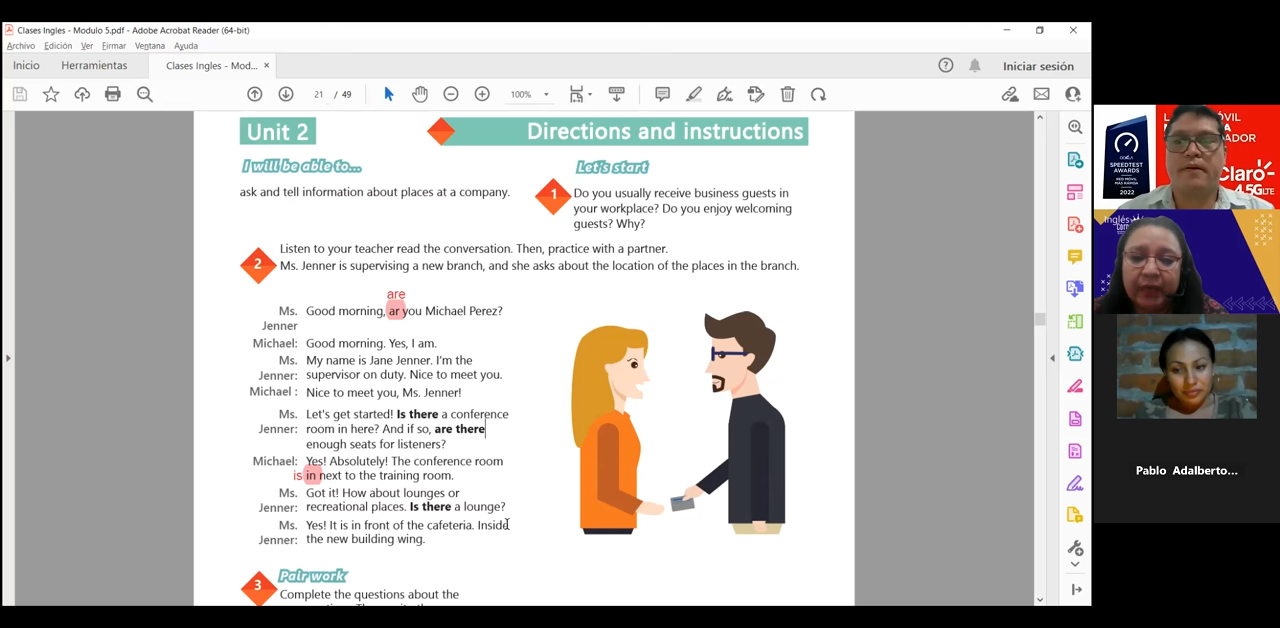 Clases Ingles - Modulo 5.pdf - Adobe Acrobat Reader (64-bit)
Archivo Edición Ver Firmar Ventana Ayuda
Inicio Herramientas Clases Ingles - Mod... × Iniciar sesión
21 / 49 100%
Unit 2 Directions and instructions
I will be able to...
ask and tell information about places at a company.
Let's start
1
Do you usually receive business guests in
your workplace? Do you enjoy welcoming
guests? Why?
2
Listen to your teacher read the conversation. Then, practice with a partner.
Ms. Jenner is supervising a new branch, and she asks about the location of the places in the branch.
are
Ms. Good morning, ar you Michael Perez?
Jenner
Michael: Good morning. Yes, I am.
Ms. My name is Jane Jenner. I'm the
Jenner: supervisor on duty. Nice to meet you.
Michael : Nice to meet you, Ms. Jenner!
Ms. Let's get started! Is there a conference
Jenner: room in here? And if so, are there
enough seats for listeners?
Michael: Yes! Absolutely! The conference room
is in next to the training room.
Ms. Got it! How about lounges or
Jenner: recreational places. Is there a lounge?
Ms. Yes! It is in front of the cafeteria. Inside
Jenner: the new building wing.
3
Pair work
Complete the questions about the
SPEEDTEST
AWARDS
2022
Claro
4.5G LTE
Inglés
Pablo Adalberto...